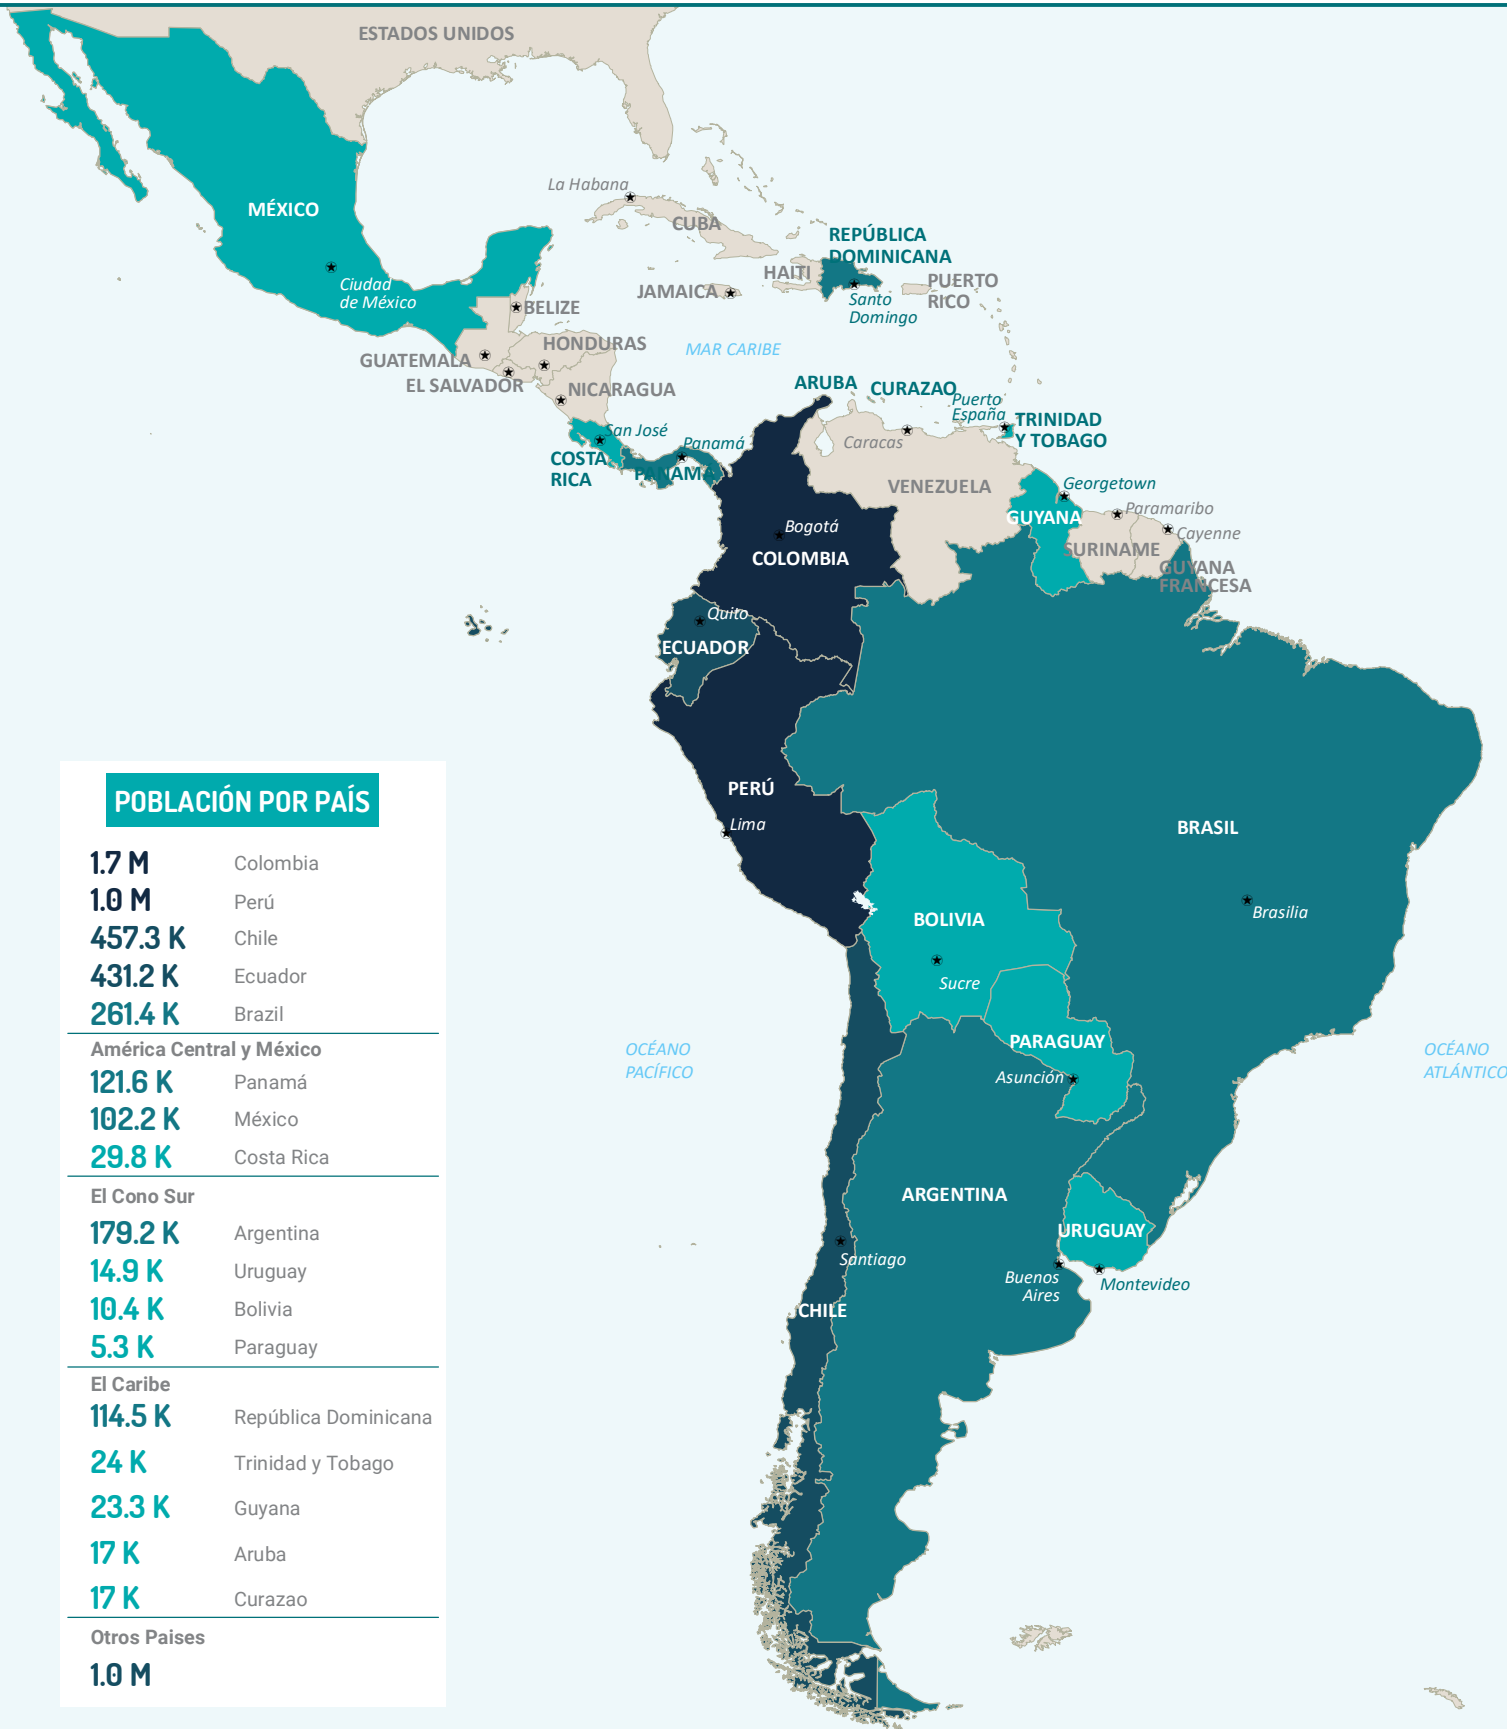 ESTADOS UNIDOS
MÉXICO
Ciudad
de México
La Habana
CUBA
REPÚBLICA
DOMINICANA
HAITI
JAMAICA
PUERTO
RICO
Santo
Domingo
BELIZE
HONDURAS
GUATEMALA
EL SALVADOR
NICARAGUA
MAR CARIBE
ARUBA
CURAZAO
Puerto
España
TRINIDAD
Y TOBAGO
San José
COSTA
RICA
Panamá
PANAMÁ
Caracas
VENEZUELA
Georgetown
GUYANA
Paramaribo
SURINAME
Cayenne
GUYANA
FRANCESA
Bogotá
COLOMBIA
Quito
ECUADOR
PERÚ
Lima
BRASIL
Brasilia
BOLIVIA
Sucre
PARAGUAY
Asunción
OCÉANO
PACÍFICO
OCÉANO
ATLÁNTICO
ARGENTINA
URUGUAY
Santiago
Buenos
Aires
Montevideo
CHILE
POBLACIÓN POR PAÍS
1.7 M Colombia
1.0 M Perú
457.3 K Chile
431.2 K Ecuador
261.4 K Brazil
América Central y México
121.6 K Panamá
102.2 K México
29.8 K Costa Rica
El Cono Sur
179.2 K Argentina
14.9 K Uruguay
10.4 K Bolivia
5.3 K Paraguay
El Caribe
114.5 K República Dominicana
24 K Trinidad y Tobago
23.3 K Guyana
17 K Aruba
17 K Curazao
Otros Paises
1.0 M